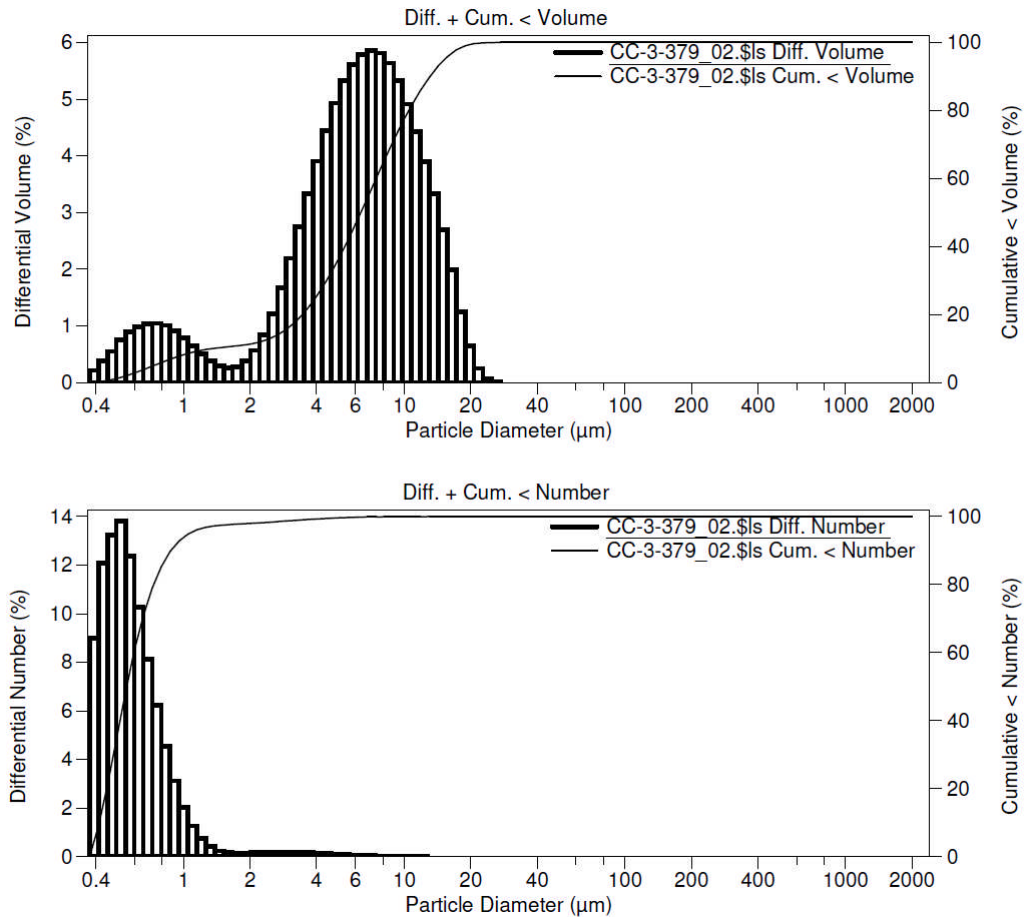 Diff. + Cum. < Volume
6
5
4
3
2
1
0
Differential Volume (%)
CC-3-379_02.$ls Diff. Volume
CC-3-379_02.$ls Cum. < Volume
100
80
60
40
20
0
Cumulative < Volume (%)
0.4 1 2 4 6 10 20 40 100 200 400 1000 2000
Particle Diameter (µm)
Diff. + Cum. < Number
14
12
10
8
6
4
2
0
Differential Number (%)
CC-3-379_02.$ls Diff. Number
CC-3-379_02.$ls Cum. < Number
100
80
60
40
20
0
Cumulative < Number (%)
0.4 1 2 4 6 10 20 40 100 200 400 1000 2000
Particle Diameter (µm)